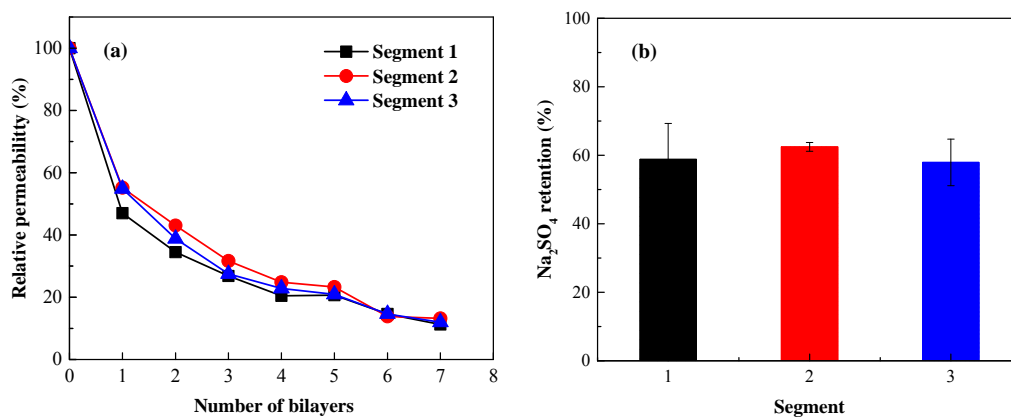 (a)
Segment 1
Segment 2
Segment 3
Relative permeabilitty (%)
100
80
60
40
20
0
0 1 2 3 4 5 6 7 8
Number of bilayers
(b)
Na₂SO₄ retention (%)
100
80
60
40
20
0
1 2 3
Segment